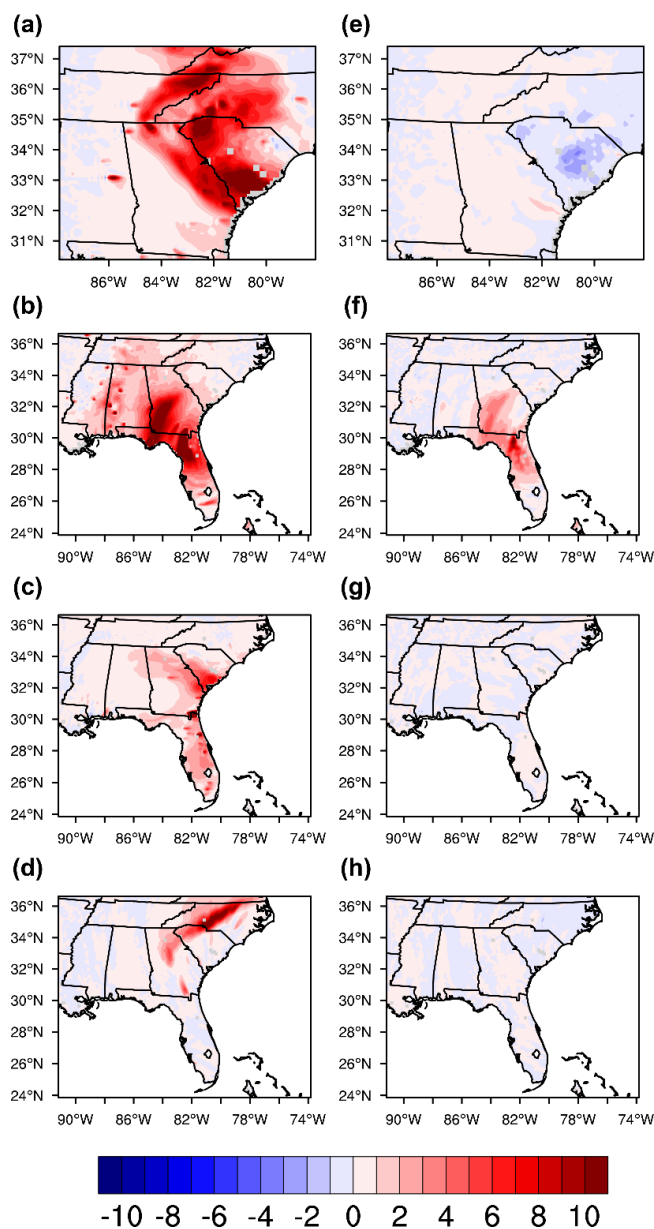 (a) (e)
37°N 37°N
36°N 36°N
35°N 35°N
34°N 34°N
33°N 33°N
32°N 32°N
31°N 31°N
86°W 84°W 82°W 80°W 86°W 84°W 82°W 80°W
(b) (f)
36°N 36°N
34°N 34°N
32°N 32°N
30°N 30°N
28°N 28°N
26°N 26°N
24°N 24°N
90°W 86°W 82°W 78°W 74°W 90°W 86°W 82°W 78°W 74°W
(c) (g)
36°N 36°N
34°N 34°N
32°N 32°N
30°N 30°N
28°N 28°N
26°N 26°N
24°N 24°N
90°W 86°W 82°W 78°W 74°W 90°W 86°W 82°W 78°W 74°W
(d) (h)
36°N 36°N
34°N 34°N
32°N 32°N
30°N 30°N
28°N 28°N
26°N 26°N
24°N 24°N
90°W 86°W 82°W 78°W 74°W 90°W 86°W 82°W 78°W 74°W
-10 -8 -6 -4 -2 0 2 4 6 8 10